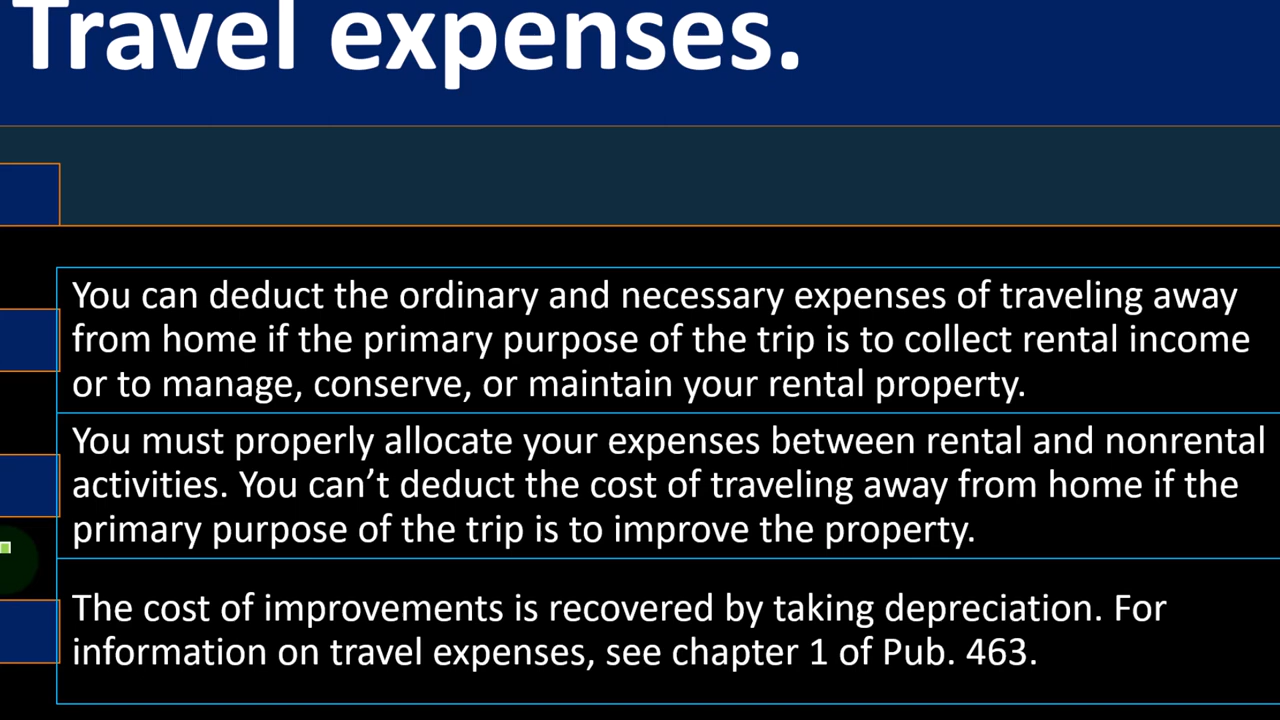 Travel expenses.
You can deduct the ordinary and necessary expenses of traveling away
from home if the primary purpose of the trip is to collect rental income
or to manage, conserve, or maintain your rental property.
You must properly allocate your expenses between rental and nonrental
activities. You can’t deduct the cost of traveling away from home if the
primary purpose of the trip is to improve the property.
The cost of improvements is recovered by taking depreciation. For
information on travel expenses, see chapter 1 of Pub. 463.